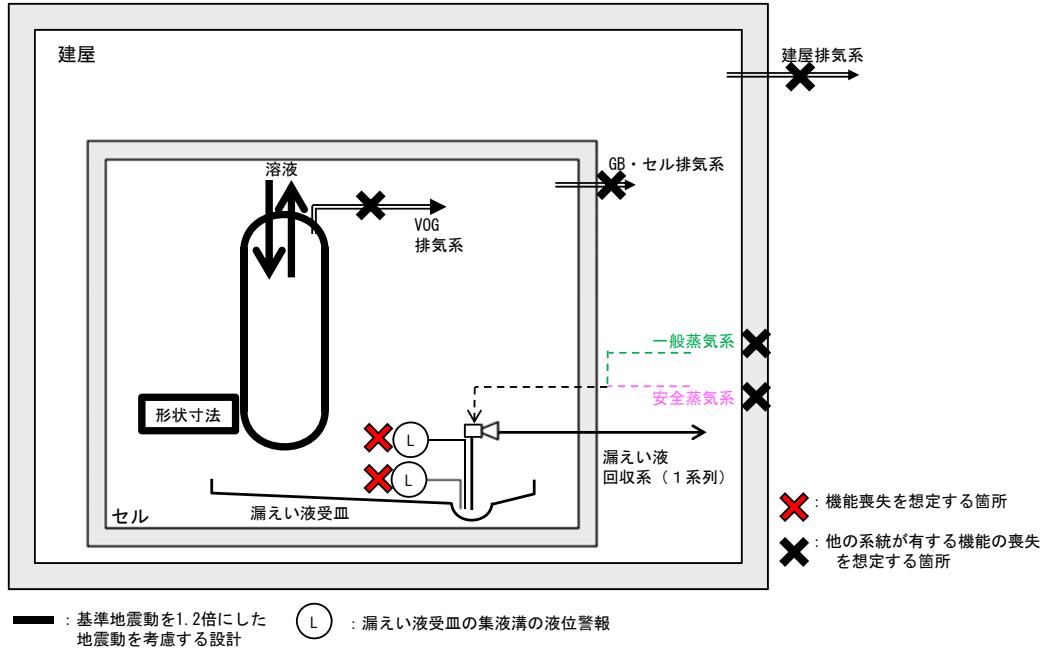 建屋
建屋排気系
溶液
GB・セル排気系
VOG
排気系
一般蒸気系
安全蒸気系
形状寸法
L
L
漏えい液
回収系（１系列）
漏えい液受皿
セル
：機能喪失を想定する箇所
：他の系統が有する機能の喪失
を想定する箇所
：基準地震動を1.2倍にした
地震動を考慮する設計
L
：漏えい液受皿の集液溝の液位警報